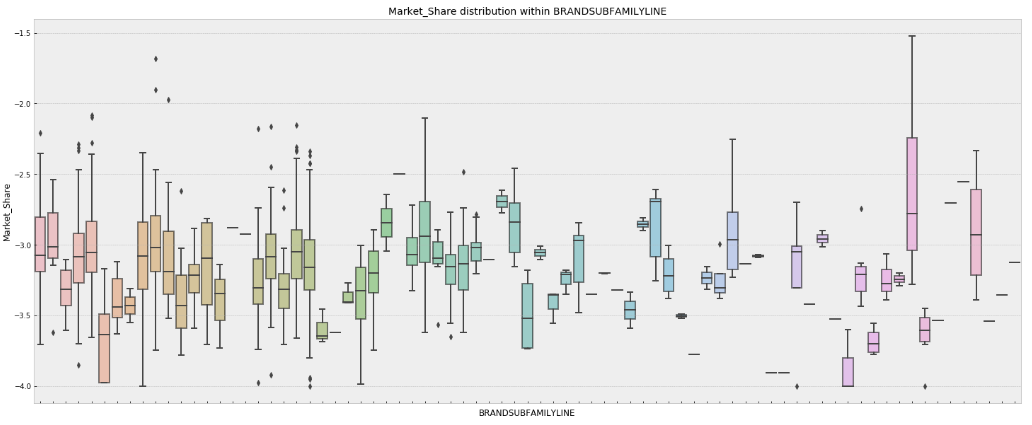 Market_Share distribution within BRANDSUBFAMILYLINE
Market_Share
−1.5
−2.0
−2.5
−3.0
−3.5
−4.0
BRANDSUBFAMILYLINE